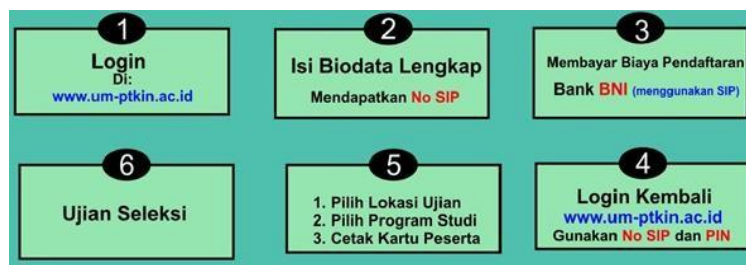 1
Login
Di:
www.um-ptkin.ac.id
2
Isi Biodata Lengkap
Mendapatkan No SIP
3
Membayar Biaya Pendaftaran
Bank BNI (menggunakan SIP)
4
Login Kembali
www.um-ptkin.ac.id
Gunakan No SIP dan PIN
5
1. Pilih Lokasi Ujian
2. Pilih Program Studi
3. Cetak Kartu Peserta
6
Ujian Seleksi